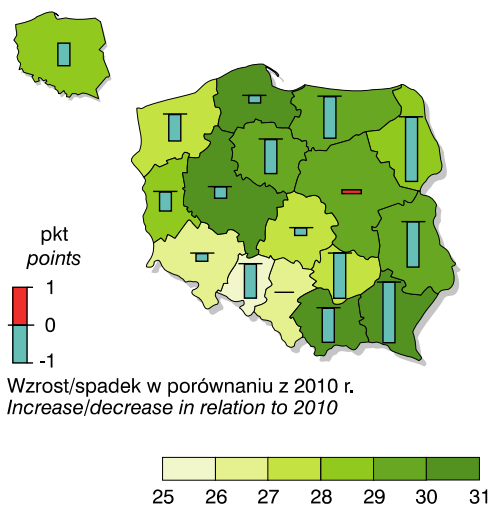 pkt
points
1
0
-1
Wzrost/spadek w porównaniu z 2010 r.
Increase/decrease in relation to 2010
25 26 27 28 29 30 31